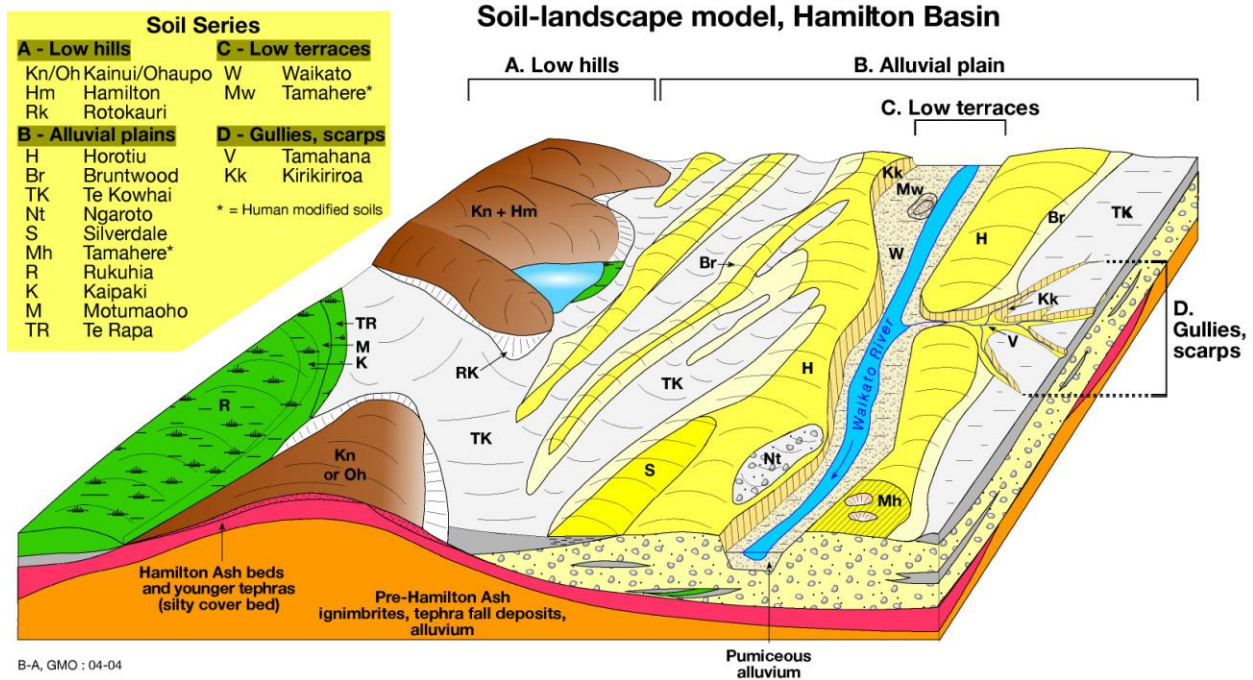 Soil-landscape model, Hamilton Basin
Soil Series
A - Low hills
Kn/Oh Kainui/Ohaupo
Hm Hamilton
Rk Rotokauri
B - Alluvial plains
H Horotiu
Br Bruntwood
TK Te Kowhai
Nt Ngaroto
S Silverdale
Mh Tamahere*
R Rukuhia
K Kaipaki
M Motumaoho
TR Te Rapa
C - Low terraces
W Waikato
Mw Tamahere*
D - Gullies, scarps
V Tamahana
Kk Kirikiriroa
* = Human modified soils
A. Low hills
B. Alluvial plain
C. Low terraces
Kn + Hm
Kk
Mw
Br
TK
H
Br
W
Kk
V
D.
Gullies,
scarps
TR
M
K
RK
R
TK
H
Waikato River
TK
Kn
or Oh
S
Nt
Mh
Hamilton Ash beds
and younger tephras
(silty cover bed)
Pre-Hamilton Ash
ignimbrites, tephra fall deposits,
alluvium
Pumiceous
alluvium
B-A, GMO : 04-04